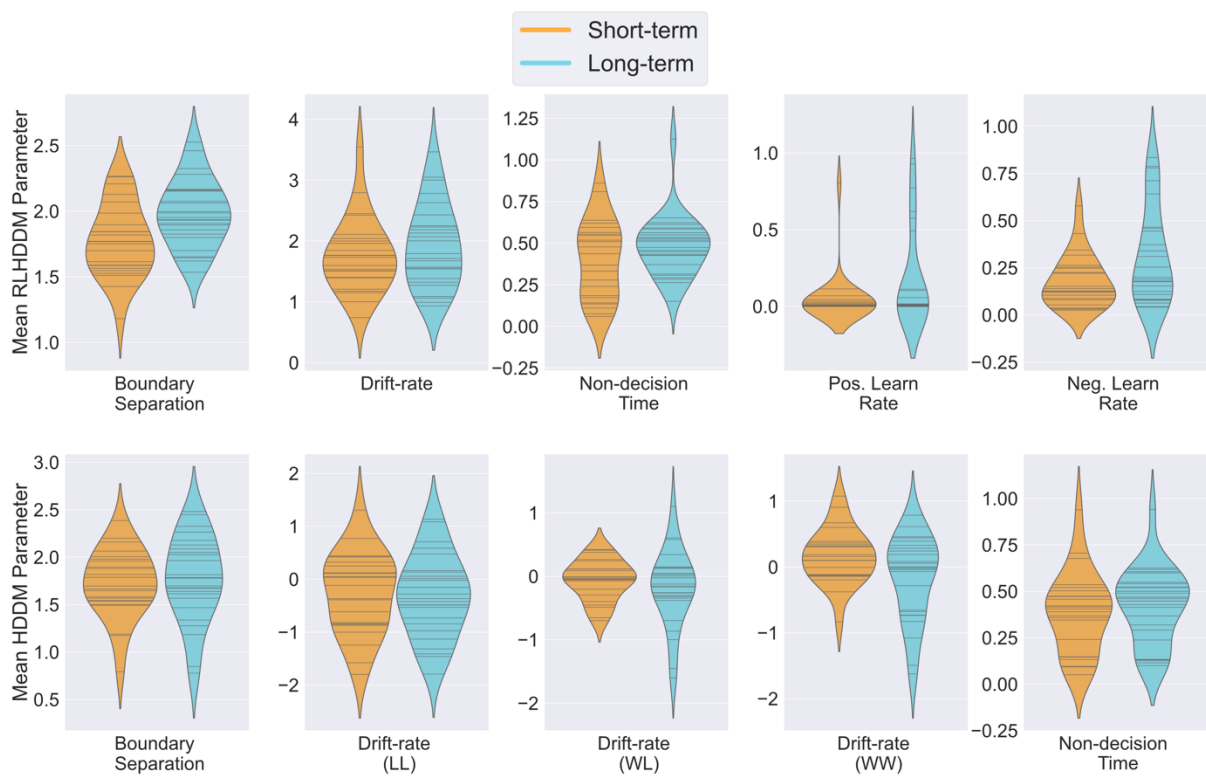 Short-term
Long-term
Mean RLHDDM Parameter
2.5
2.0
1.5
1.0
Boundary
Separation
4
3
2
1
0
Drift-rate
1.25
1.00
0.75
0.50
0.25
0.00
−0.25
Non-decision
Time
1.0
0.5
0.0
Pos. Learn
Rate
1.00
0.75
0.50
0.25
0.00
−0.25
Neg. Learn
Rate
Mean HDDM Parameter
3.0
2.5
2.0
1.5
1.0
0.5
Boundary
Separation
2
1
0
−1
−2
Drift-rate
(LL)
1
0
−1
−2
Drift-rate
(WL)
1
0
−1
−2
Drift-rate
(WW)
1.00
0.75
0.50
0.25
0.00
−0.25
Non-decision
Time